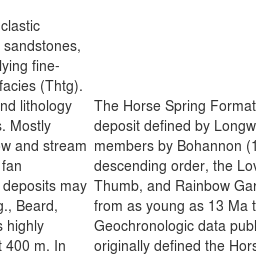 clastic
sandstones,
lying fine-
facies (Thtg).
nd lithology
s. Mostly
w and stream
fan
deposits may
g., Beard,
s highly
t 400 m. In
The Horse Spring Format
deposit defined by Longw
members by Bohannon (1
descending order, the Lov
Thumb, and Rainbow Gar
from as young as 13 Ma t
Geochronologic data publ
originally defined the Hors